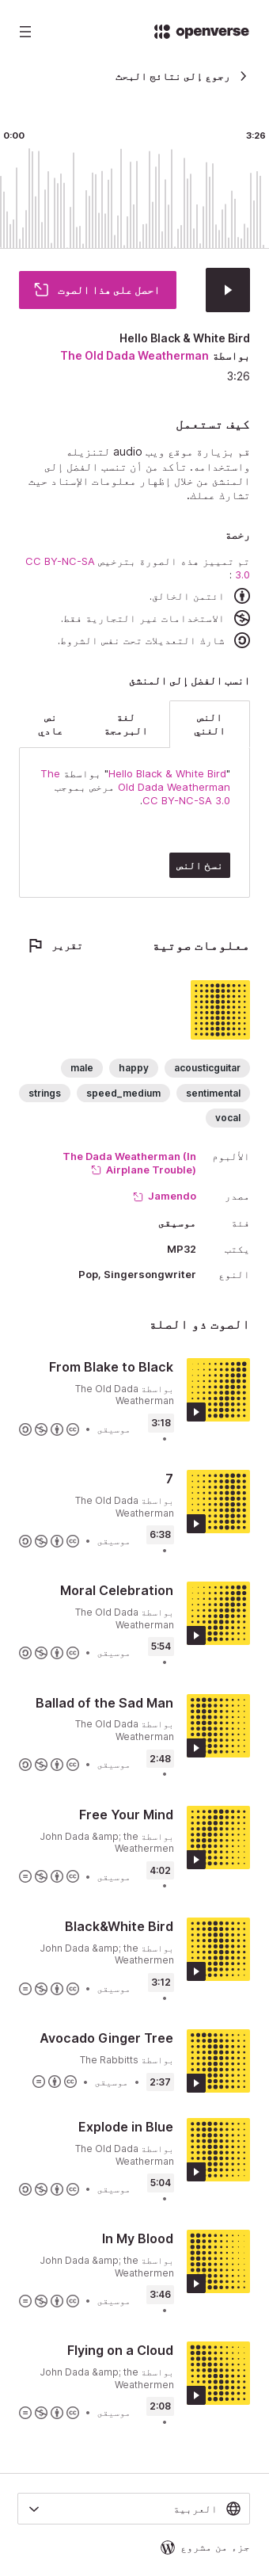 openverse
رجوع إلى نتائج البحث
0:00
3:26
احصل على هذا الصوت
Hello Black & White Bird
بواسطة The Old Dada Weatherman
3:26
كيف تستعمل
قم بزيارة موقع ويب audio لتنزيله
واستخدامه. تأكد من أن تنسب الفضل إلى
المنشئ من خلال إظهار معلومات الإسناد حيث
تشارك عملك.
رخصة
تم تمييز هذه الصورة بترخيص CC BY-NC-SA
3.0 :
ائتمن الخالق.
الاستخدامات غير التجارية فقط.
شارك التعديلات تحت نفس الشروط.
انسب الفضل إلى المنشئ
النص الغني
لغة البرمجة
نص عادي
"Hello Black & White Bird" بواسطة The
Old Dada Weatherman مرخص بموجب
CC BY-NC-SA 3.0.
نسخ النص
معلومات صوتية
تقرير
acousticguitar
happy
male
sentimental
speed_medium
strings
vocal
الألبوم
The Dada Weatherman (In
Airplane Trouble)
مصدر
Jamendo
فئة
موسيقى
يكتب
MP32
النوع
Pop, Singersongwriter
الصوت ذو الصلة
From Blake to Black
بواسطة The Old Dada
Weatherman
3:18 • موسيقى •
7
بواسطة The Old Dada
Weatherman
6:38 • موسيقى •
Moral Celebration
بواسطة The Old Dada
Weatherman
5:54 • موسيقى •
Ballad of the Sad Man
بواسطة The Old Dada
Weatherman
2:48 • موسيقى •
Free Your Mind
بواسطة John Dada &amp; the
Weathermen
4:02 • موسيقى •
Black&White Bird
بواسطة John Dada &amp; the
Weathermen
3:12 • موسيقى •
Avocado Ginger Tree
بواسطة The Rabbitts
2:37 • موسيقى •
Explode in Blue
بواسطة The Old Dada
Weatherman
5:04 • موسيقى •
In My Blood
بواسطة John Dada &amp; the
Weathermen
3:46 • موسيقى •
Flying on a Cloud
بواسطة John Dada &amp; the
Weathermen
2:08 • موسيقى •
العربية
جزء من مشروع